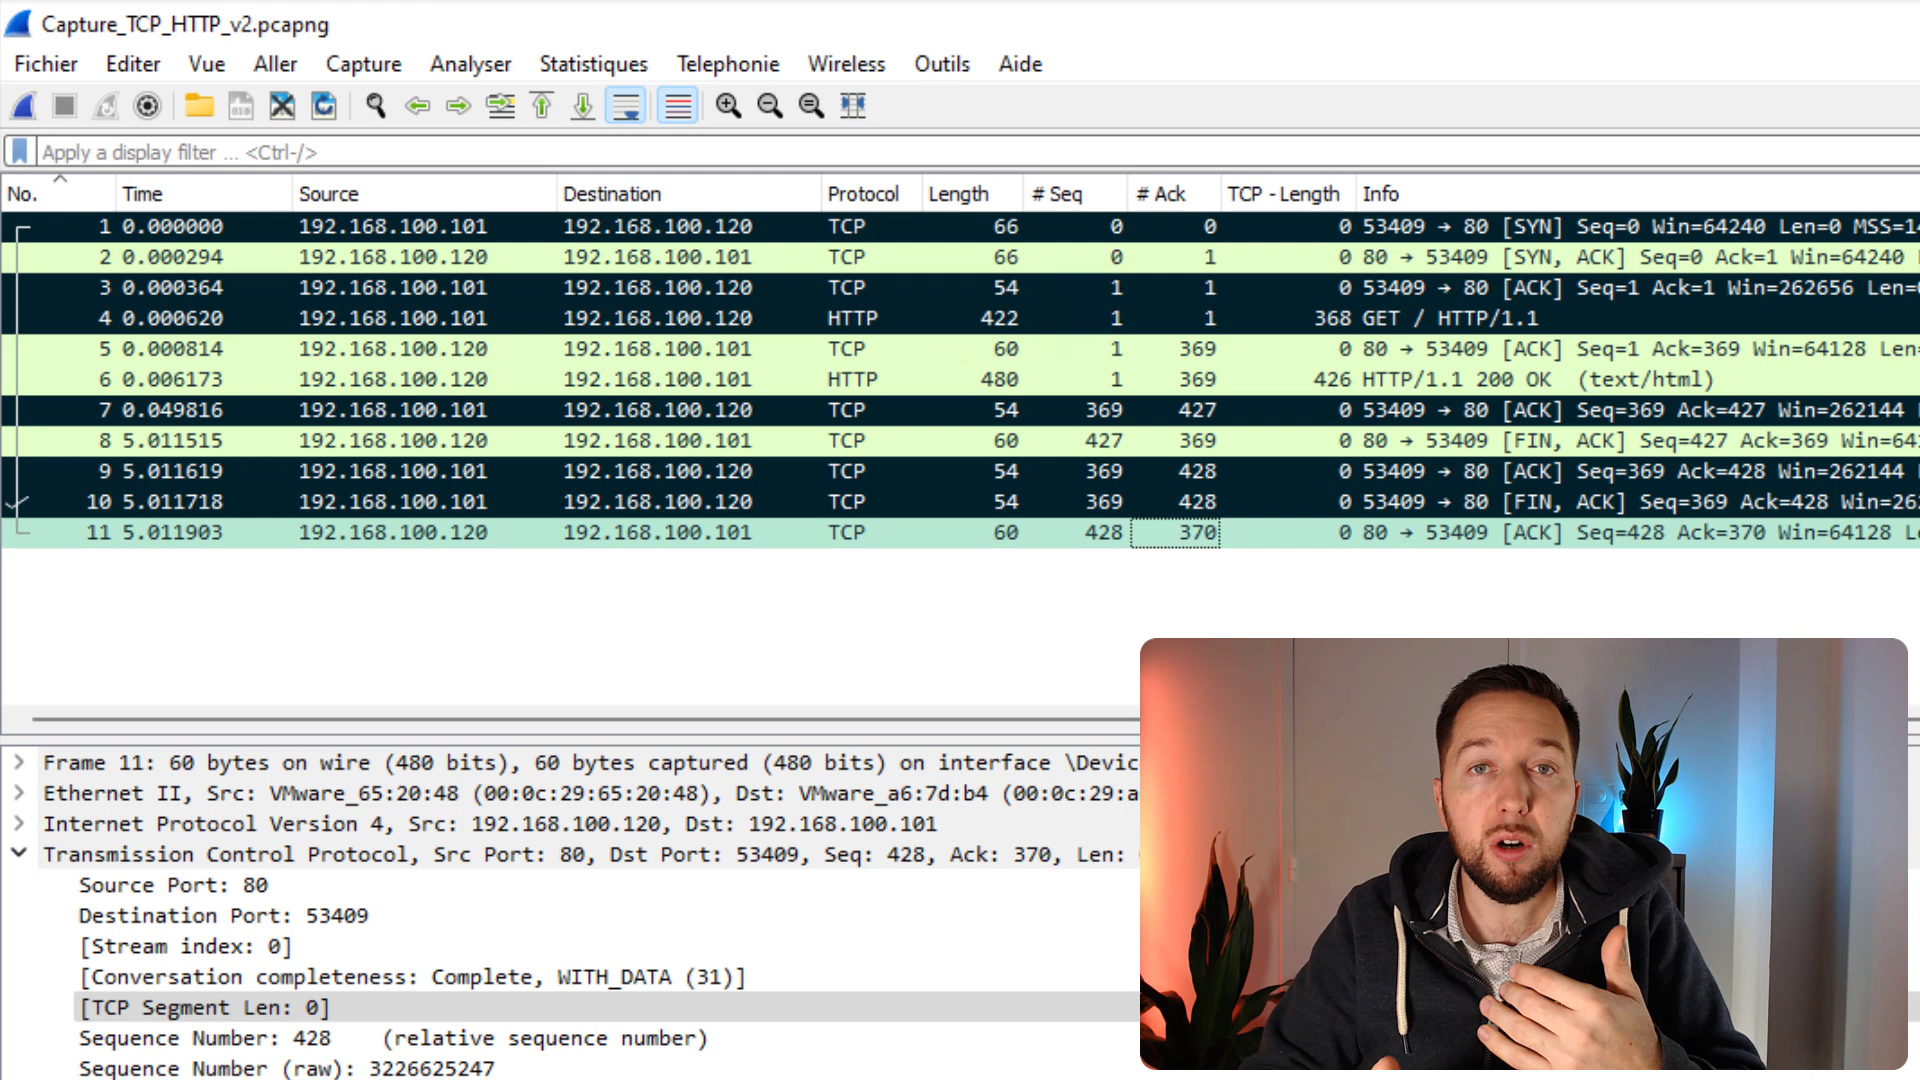 Capture_TCP_HTTP_v2.pcapng
Fichier Editer Vue Aller Capture Analyser Statistiques Telephonie Wireless Outils Aide
Apply a display filter ... <Ctrl-/>
No. Time Source Destination Protocol Length # Seq # Ack TCP - Length Info
1 0.000000 192.168.100.101 192.168.100.120 TCP 66 0 0 0 53409 → 80 [SYN] Seq=0 Win=64240 Len=0 MSS=14
2 0.000294 192.168.100.120 192.168.100.101 TCP 66 0 1 0 80 → 53409 [SYN, ACK] Seq=0 Ack=1 Win=64240
3 0.000364 192.168.100.101 192.168.100.120 TCP 54 1 1 0 53409 → 80 [ACK] Seq=1 Ack=1 Win=262656 Len=0
4 0.000620 192.168.100.101 192.168.100.120 HTTP 422 1 1 368 GET / HTTP/1.1
5 0.000814 192.168.100.120 192.168.100.101 TCP 60 1 369 0 80 → 53409 [ACK] Seq=1 Ack=369 Win=64128 Len=
6 0.006173 192.168.100.120 192.168.100.101 HTTP 480 1 369 426 HTTP/1.1 200 OK (text/html)
7 0.049816 192.168.100.101 192.168.100.120 TCP 54 369 427 0 53409 → 80 [ACK] Seq=369 Ack=427 Win=262144
8 5.011515 192.168.100.120 192.168.100.101 TCP 60 427 369 0 80 → 53409 [FIN, ACK] Seq=427 Ack=369 Win=64
9 5.011619 192.168.100.101 192.168.100.120 TCP 54 369 428 0 53409 → 80 [ACK] Seq=369 Ack=428 Win=262144
10 5.011718 192.168.100.101 192.168.100.120 TCP 54 369 428 0 53409 → 80 [FIN, ACK] Seq=369 Ack=428 Win=262
11 5.011903 192.168.100.120 192.168.100.101 TCP 60 428 370 0 80 → 53409 [ACK] Seq=428 Ack=370 Win=64128 Le
Frame 11: 60 bytes on wire (480 bits), 60 bytes captured (480 bits) on interface \Devic
Ethernet II, Src: VMware_65:20:48 (00:0c:29:65:20:48), Dst: VMware_a6:7d:b4 (00:0c:29:a
Internet Protocol Version 4, Src: 192.168.100.120, Dst: 192.168.100.101
Transmission Control Protocol, Src Port: 80, Dst Port: 53409, Seq: 428, Ack: 370, Len:
Source Port: 80
Destination Port: 53409
[Stream index: 0]
[Conversation completeness: Complete, WITH_DATA (31)]
[TCP Segment Len: 0]
Sequence Number: 428 (relative sequence number)
Sequence Number (raw): 3226625247